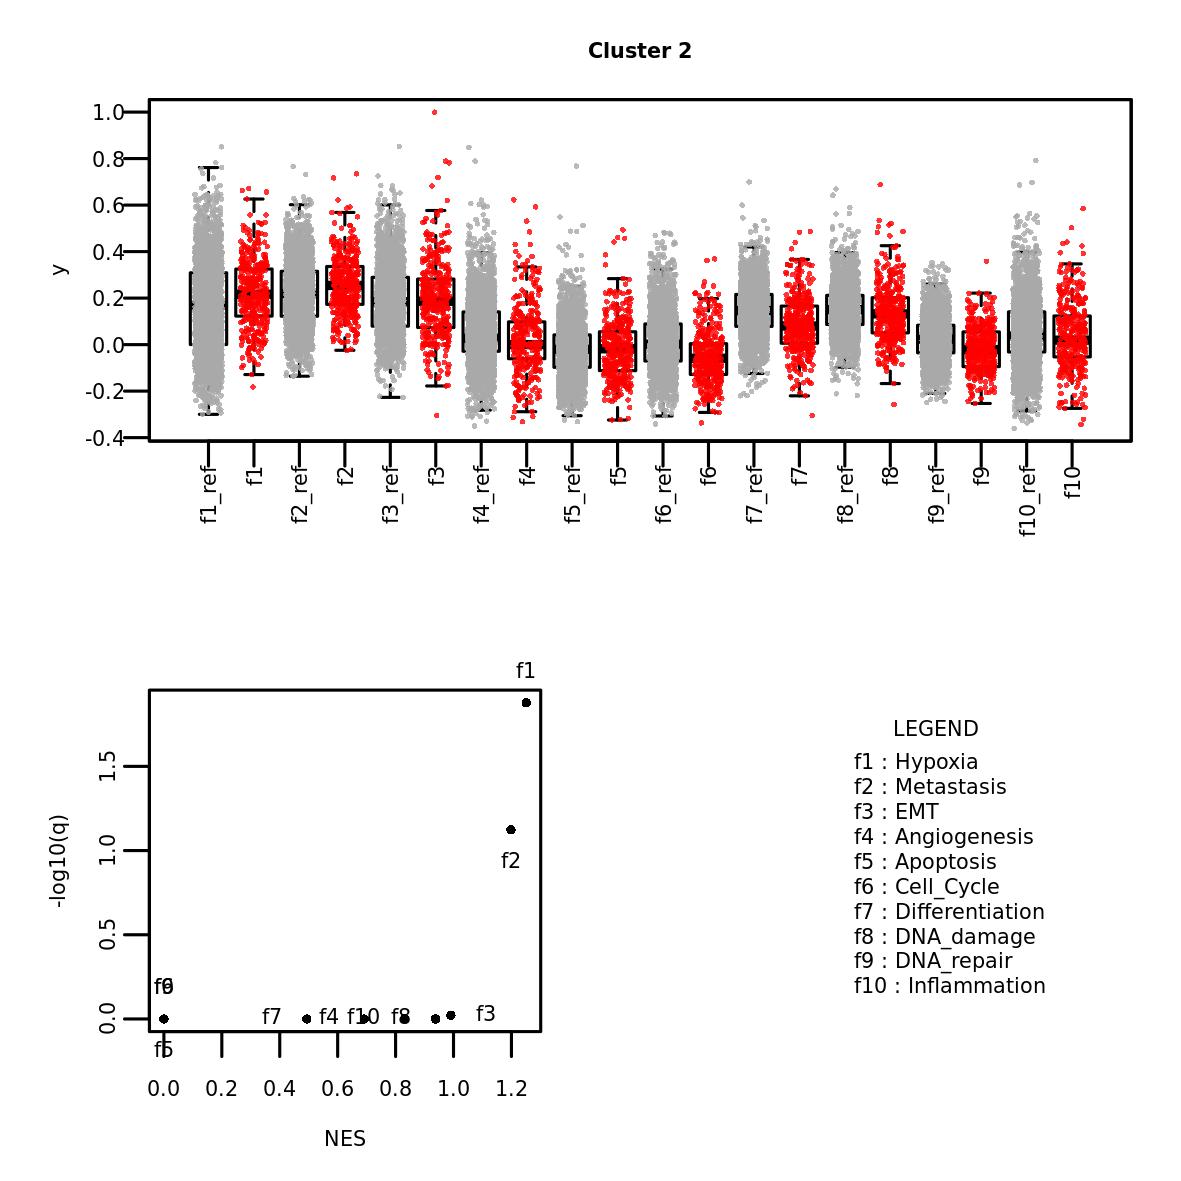 Cluster 2
y
1.0
0.8
0.6
0.4
0.2
0.0
-0.2
-0.4
f1_ref f1 f2_ref f2 f3_ref f3 f4_ref f4 f5_ref f5 f6_ref f6 f7_ref f7 f8_ref f8 f9_ref f9 f10_ref f10
-log10(q)
1.5
1.0
0.5
0.0
f1
f2
f7 f4 f10 f8 f3
f5
0.0 0.2 0.4 0.6 0.8 1.0 1.2
NES
LEGEND
f1 : Hypoxia
f2 : Metastasis
f3 : EMT
f4 : Angiogenesis
f5 : Apoptosis
f6 : Cell_Cycle
f7 : Differentiation
f8 : DNA_damage
f9 : DNA_repair
f10 : Inflammation